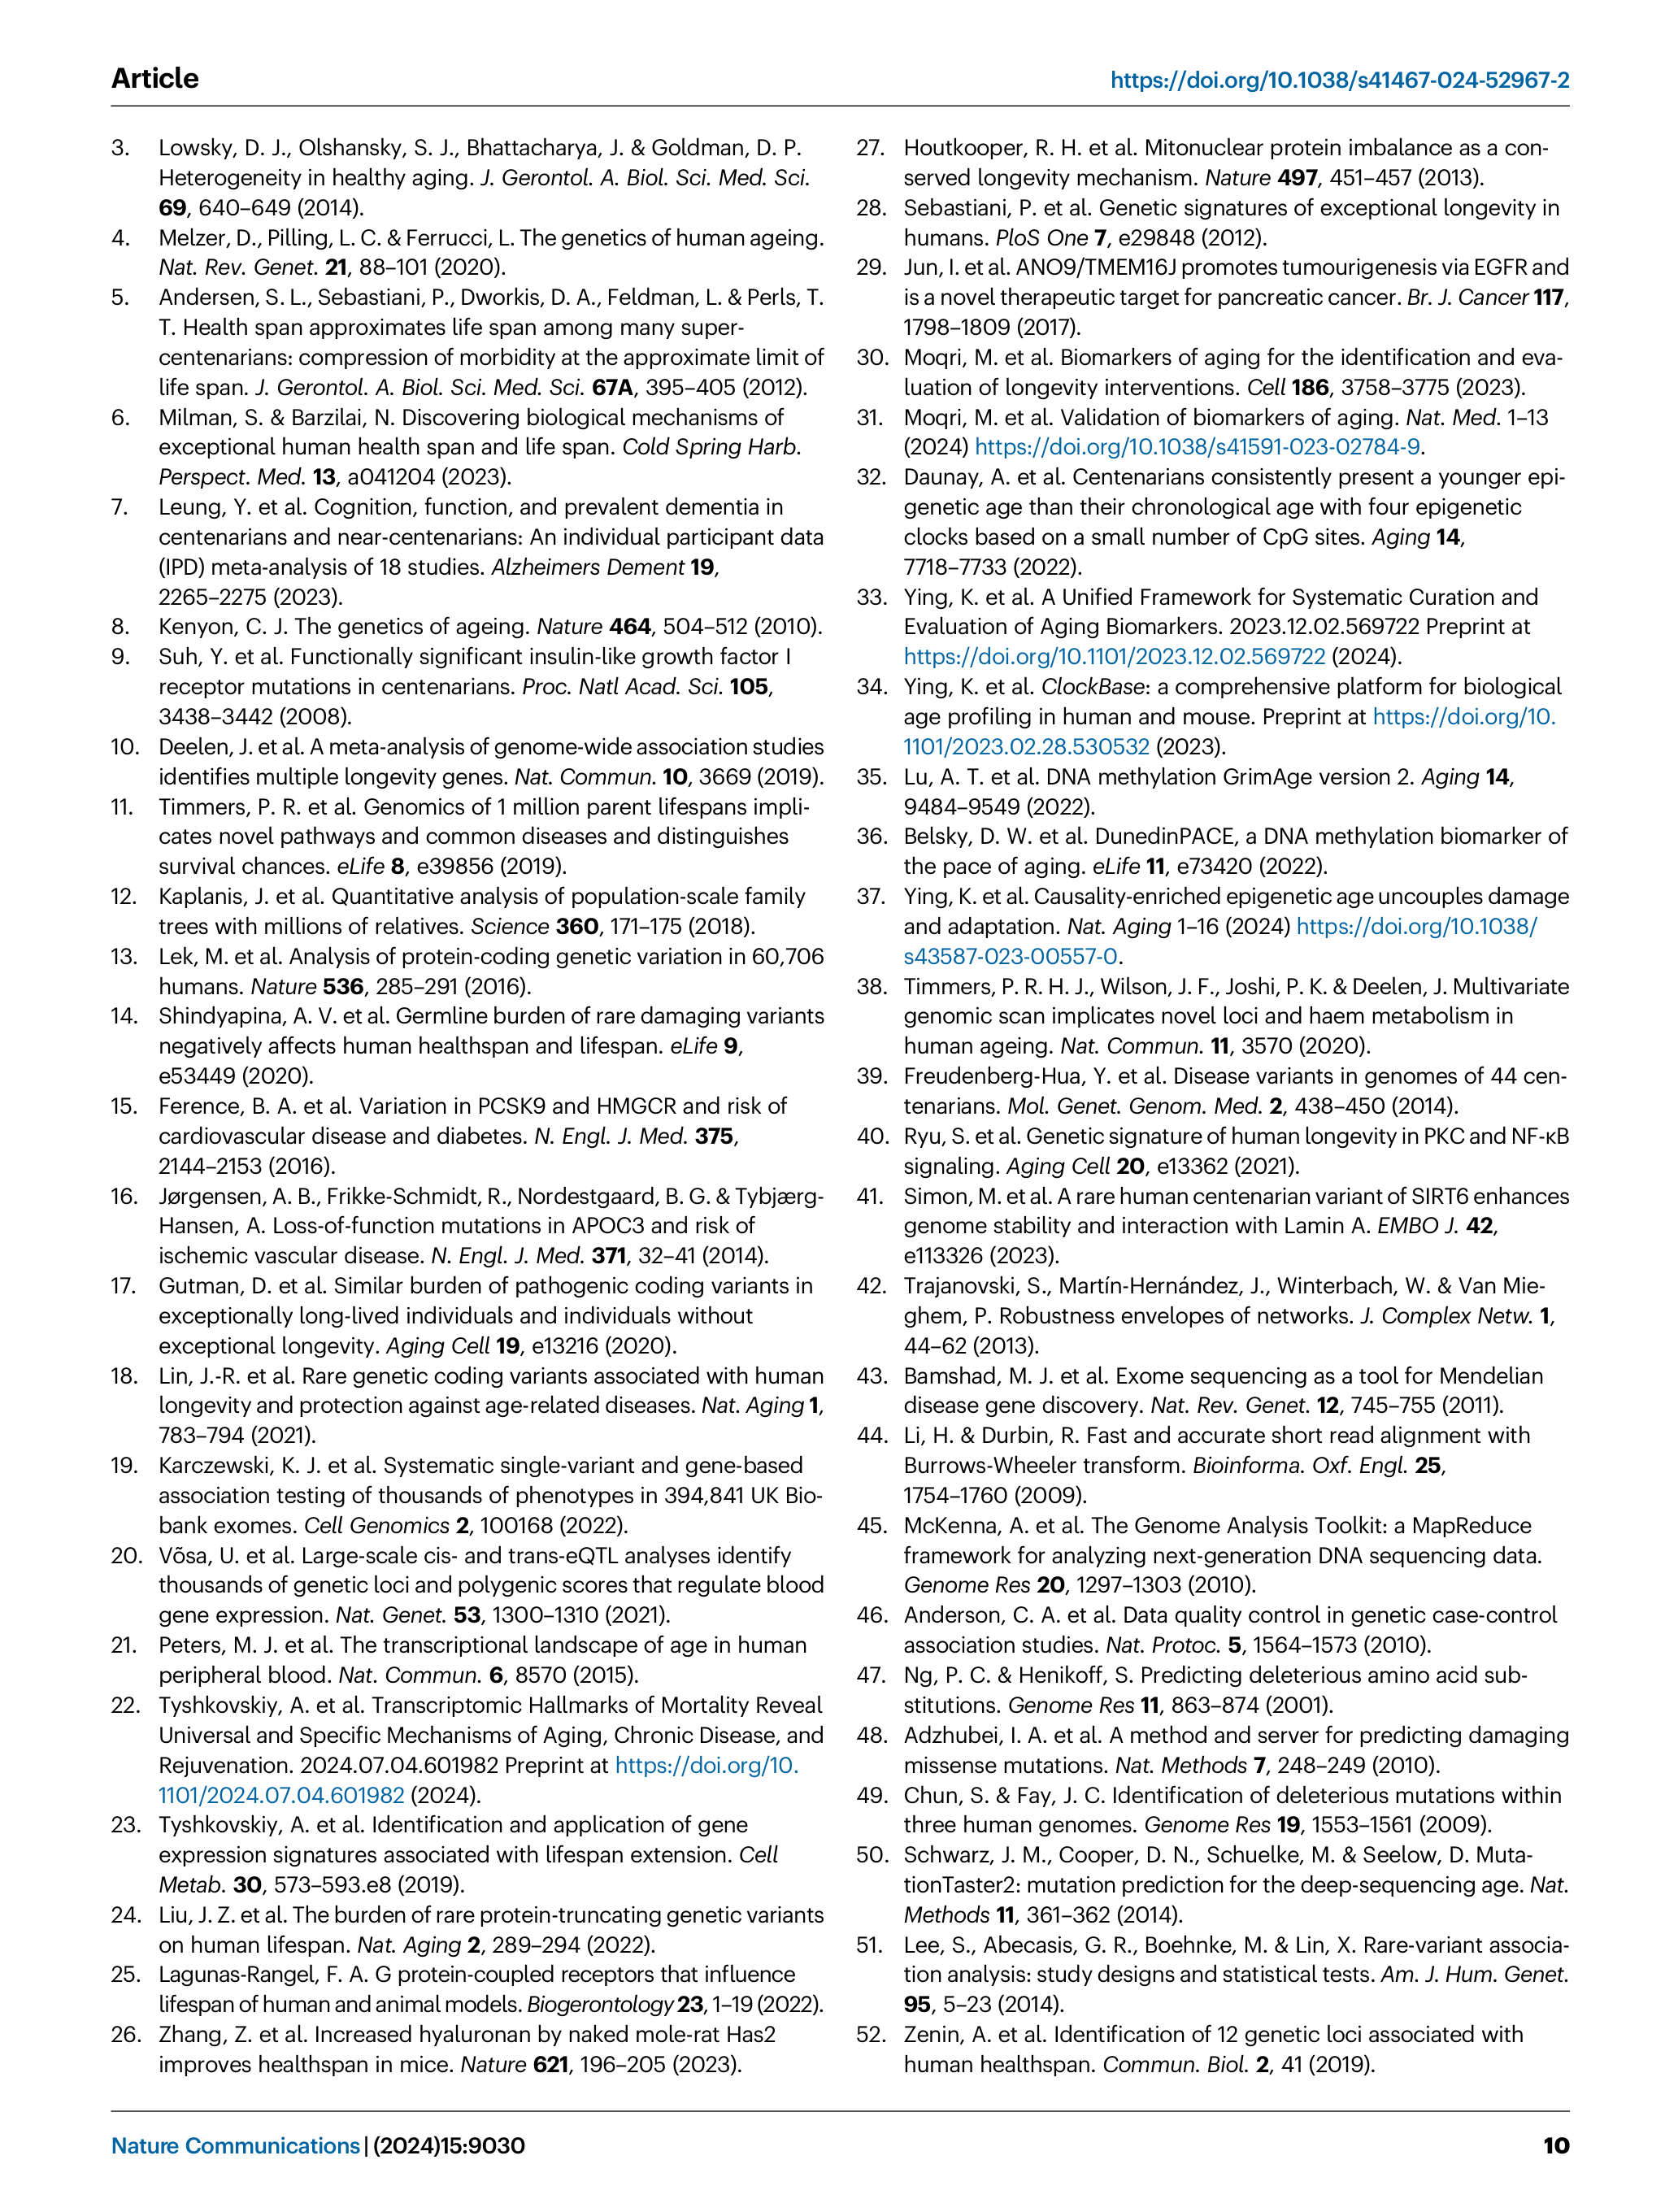 Article
https://doi.org/10.1038/s41467-024-52967-2
3. Lowsky, D. J., Olshansky, S. J., Bhattacharya, J. & Goldman, D. P.
Heterogeneity in healthy aging. J. Gerontol. A. Biol. Sci. Med. Sci.
69, 640–649 (2014).
4. Melzer, D., Pilling, L. C. & Ferrucci, L. The genetics of human ageing.
Nat. Rev. Genet. 21, 88–101 (2020).
5. Andersen, S. L., Sebastiani, P., Dworkis, D. A., Feldman, L. & Perls, T.
T. Health span approximates life span among many super-
centenarians: compression of morbidity at the approximate limit of
life span. J. Gerontol. A. Biol. Sci. Med. Sci. 67A, 395–405 (2012).
6. Milman, S. & Barzilai, N. Discovering biological mechanisms of
exceptional human health span and life span. Cold Spring Harb.
Perspect. Med. 13, a041204 (2023).
7. Leung, Y. et al. Cognition, function, and prevalent dementia in
centenarians and near-centenarians: An individual participant data
(IPD) meta-analysis of 18 studies. Alzheimers Dement 19,
2265–2275 (2023).
8. Kenyon, C. J. The genetics of ageing. Nature 464, 504–512 (2010).
9. Suh, Y. et al. Functionally significant insulin-like growth factor I
receptor mutations in centenarians. Proc. Natl Acad. Sci. 105,
3438–3442 (2008).
10. Deelen, J. et al. A meta-analysis of genome-wide association studies
identifies multiple longevity genes. Nat. Commun. 10, 3669 (2019).
11. Timmers, P. R. et al. Genomics of 1 million parent lifespans impli-
cates novel pathways and common diseases and distinguishes
survival chances. eLife 8, e39856 (2019).
12. Kaplanis, J. et al. Quantitative analysis of population-scale family
trees with millions of relatives. Science 360, 171–175 (2018).
13. Lek, M. et al. Analysis of protein-coding genetic variation in 60,706
humans. Nature 536, 285–291 (2016).
14. Shindyapina, A. V. et al. Germline burden of rare damaging variants
negatively affects human healthspan and lifespan. eLife 9,
e53449 (2020).
15. Ference, B. A. et al. Variation in PCSK9 and HMGCR and risk of
cardiovascular disease and diabetes. N. Engl. J. Med. 375,
2144–2153 (2016).
16. Jørgensen, A. B., Frikke-Schmidt, R., Nordestgaard, B. G. & Tybjærg-
Hansen, A. Loss-of-function mutations in APOC3 and risk of
ischemic vascular disease. N. Engl. J. Med. 371, 32–41 (2014).
17. Gutman, D. et al. Similar burden of pathogenic coding variants in
exceptionally long-lived individuals and individuals without
exceptional longevity. Aging Cell 19, e13216 (2020).
18. Lin, J.-R. et al. Rare genetic coding variants associated with human
longevity and protection against age-related diseases. Nat. Aging 1,
783–794 (2021).
19. Karczewski, K. J. et al. Systematic single-variant and gene-based
association testing of thousands of phenotypes in 394,841 UK Bio-
bank exomes. Cell Genomics 2, 100168 (2022).
20. Võsa, U. et al. Large-scale cis- and trans-eQTL analyses identify
thousands of genetic loci and polygenic scores that regulate blood
gene expression. Nat. Genet. 53, 1300–1310 (2021).
21. Peters, M. J. et al. The transcriptional landscape of age in human
peripheral blood. Nat. Commun. 6, 8570 (2015).
22. Tyshkovskiy, A. et al. Transcriptomic Hallmarks of Mortality Reveal
Universal and Specific Mechanisms of Aging, Chronic Disease, and
Rejuvenation. 2024.07.04.601982 Preprint at https://doi.org/10.
1101/2024.07.04.601982 (2024).
23. Tyshkovskiy, A. et al. Identification and application of gene
expression signatures associated with lifespan extension. Cell
Metab. 30, 573–593.e8 (2019).
24. Liu, J. Z. et al. The burden of rare protein-truncating genetic variants
on human lifespan. Nat. Aging 2, 289–294 (2022).
25. Lagunas-Rangel, F. A. G protein-coupled receptors that influence
lifespan of human and animal models. Biogerontology 23, 1–19 (2022).
26. Zhang, Z. et al. Increased hyaluronan by naked mole-rat Has2
improves healthspan in mice. Nature 621, 196–205 (2023).
27. Houtkooper, R. H. et al. Mitonuclear protein imbalance as a con-
served longevity mechanism. Nature 497, 451–457 (2013).
28. Sebastiani, P. et al. Genetic signatures of exceptional longevity in
humans. PloS One 7, e29848 (2012).
29. Jun, I. et al. ANO9/TMEM16J promotes tumourigenesis via EGFR and
is a novel therapeutic target for pancreatic cancer. Br. J. Cancer 117,
1798–1809 (2017).
30. Moqri, M. et al. Biomarkers of aging for the identification and eva-
luation of longevity interventions. Cell 186, 3758–3775 (2023).
31. Moqri, M. et al. Validation of biomarkers of aging. Nat. Med. 1–13
(2024) https://doi.org/10.1038/s41591-023-02784-9.
32. Daunay, A. et al. Centenarians consistently present a younger epi-
genetic age than their chronological age with four epigenetic
clocks based on a small number of CpG sites. Aging 14,
7718–7733 (2022).
33. Ying, K. et al. A Unified Framework for Systematic Curation and
Evaluation of Aging Biomarkers. 2023.12.02.569722 Preprint at
https://doi.org/10.1101/2023.12.02.569722 (2024).
34. Ying, K. et al. ClockBase: a comprehensive platform for biological
age profiling in human and mouse. Preprint at https://doi.org/10.
1101/2023.02.28.530532 (2023).
35. Lu, A. T. et al. DNA methylation GrimAge version 2. Aging 14,
9484–9549 (2022).
36. Belsky, D. W. et al. DunedinPACE, a DNA methylation biomarker of
the pace of aging. eLife 11, e73420 (2022).
37. Ying, K. et al. Causality-enriched epigenetic age uncouples damage
and adaptation. Nat. Aging 1–16 (2024) https://doi.org/10.1038/
s43587-023-00557-0.
38. Timmers, P. R. H. J., Wilson, J. F., Joshi, P. K. & Deelen, J. Multivariate
genomic scan implicates novel loci and haem metabolism in
human ageing. Nat. Commun. 11, 3570 (2020).
39. Freudenberg-Hua, Y. et al. Disease variants in genomes of 44 cen-
tenarians. Mol. Genet. Genom. Med. 2, 438–450 (2014).
40. Ryu, S. et al. Genetic signature of human longevity in PKC and NF-κB
signaling. Aging Cell 20, e13362 (2021).
41. Simon, M. et al. A rare human centenarian variant of SIRT6 enhances
genome stability and interaction with Lamin A. EMBO J. 42,
e113326 (2023).
42. Trajanovski, S., Martín-Hernández, J., Winterbach, W. & Van Mie-
ghem, P. Robustness envelopes of networks. J. Complex Netw. 1,
44–62 (2013).
43. Bamshad, M. J. et al. Exome sequencing as a tool for Mendelian
disease gene discovery. Nat. Rev. Genet. 12, 745–755 (2011).
44. Li, H. & Durbin, R. Fast and accurate short read alignment with
Burrows-Wheeler transform. Bioinforma. Oxf. Engl. 25,
1754–1760 (2009).
45. McKenna, A. et al. The Genome Analysis Toolkit: a MapReduce
framework for analyzing next-generation DNA sequencing data.
Genome Res 20, 1297–1303 (2010).
46. Anderson, C. A. et al. Data quality control in genetic case-control
association studies. Nat. Protoc. 5, 1564–1573 (2010).
47. Ng, P. C. & Henikoff, S. Predicting deleterious amino acid sub-
stitutions. Genome Res 11, 863–874 (2001).
48. Adzhubei, I. A. et al. A method and server for predicting damaging
missense mutations. Nat. Methods 7, 248–249 (2010).
49. Chun, S. & Fay, J. C. Identification of deleterious mutations within
three human genomes. Genome Res 19, 1553–1561 (2009).
50. Schwarz, J. M., Cooper, D. N., Schuelke, M. & Seelow, D. Muta-
tionTaster2: mutation prediction for the deep-sequencing age. Nat.
Methods 11, 361–362 (2014).
51. Lee, S., Abecasis, G. R., Boehnke, M. & Lin, X. Rare-variant associa-
tion analysis: study designs and statistical tests. Am. J. Hum. Genet.
95, 5–23 (2014).
52. Zenin, A. et al. Identification of 12 genetic loci associated with
human healthspan. Commun. Biol. 2, 41 (2019).
Nature Communications | (2024)15:9030
10